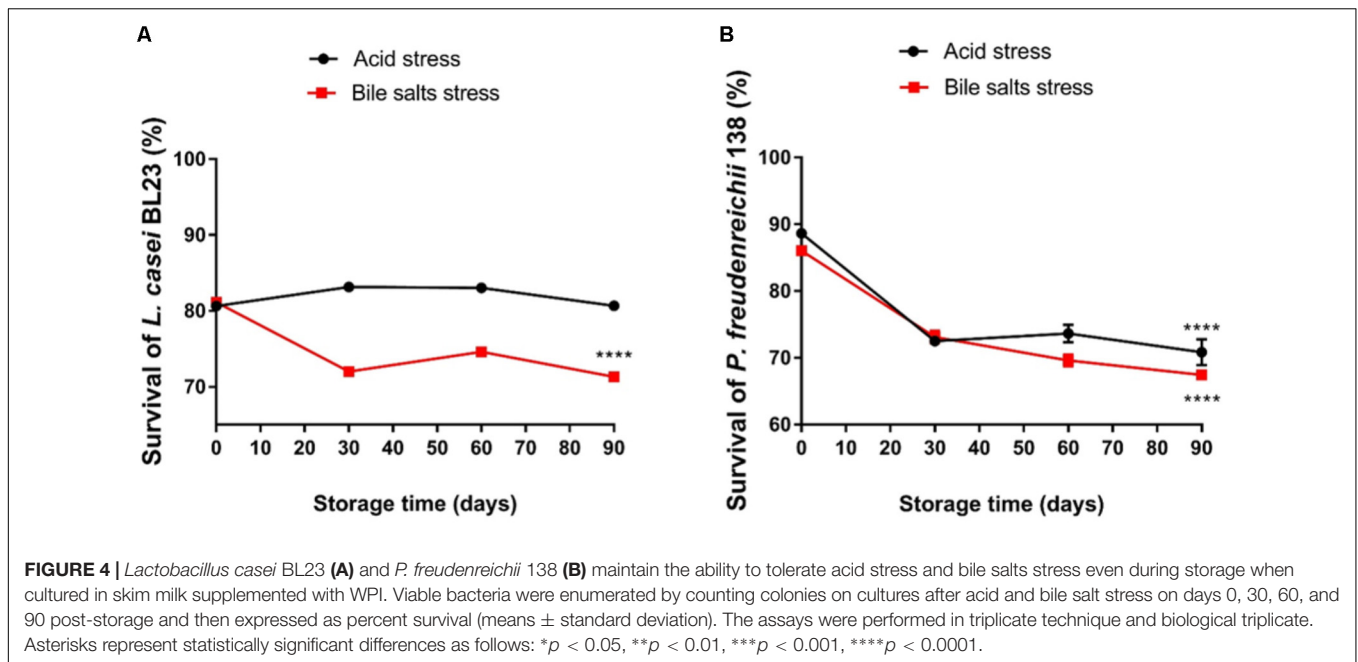 A
Acid stress
Bile salts stress
Survival of L. casei BL23 (%)
100
90
80
70
0 10 20 30 40 50 60 70 80 90
****
Storage time (days)
B
Acid stress
Bile salts stress
Survival of P. freudenreichii 138 (%)
100
90
80
70
60
0 10 20 30 40 50 60 70 80 90
****
****
Storage time (days)
FIGURE 4 | Lactobacillus casei BL23 (A) and P. freudenreichii 138 (B) maintain the ability to tolerate acid stress and bile salts stress even during storage when
cultured in skim milk supplemented with WPI. Viable bacteria were enumerated by counting colonies on cultures after acid and bile salt stress on days 0, 30, 60, and
90 post-storage and then expressed as percent survival (means ± standard deviation). The assays were performed in triplicate technique and biological triplicate.
Asterisks represent statistically significant differences as follows: *p < 0.05, **p < 0.01, ***p < 0.001, ****p < 0.0001.